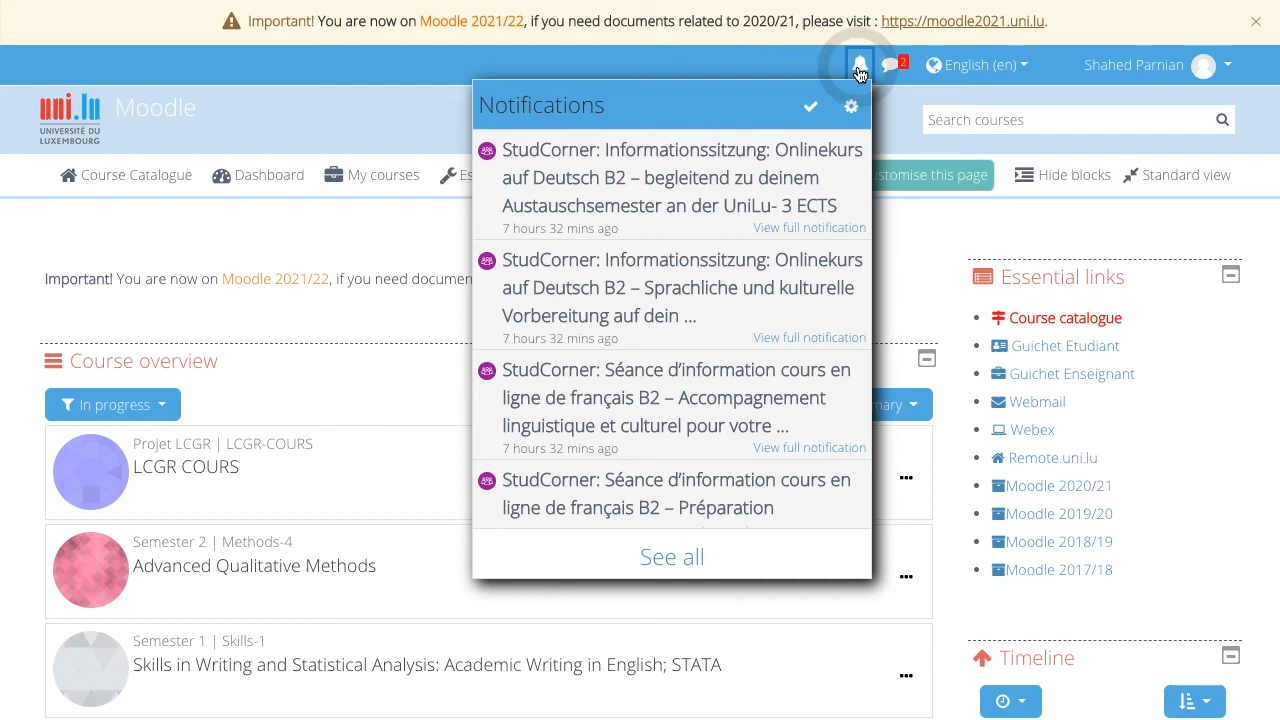 Important! You are now on Moodle 2021/22, if you need documents related to 2020/21, please visit : https://moodle2021.uni.lu.
2
English (en)
Shahed Parnian
uni.lu
UNIVERSITÉ DU
LUXEMBOURG
Moodle
Search courses
Course Catalogue
Dashboard
My courses
this page
Hide blocks
Standard view
Notifications
StudCorner: Informationssitzung: Onlinekurs
auf Deutsch B2 – begleitend zu deinem
Austauschsemester an der UniLu- 3 ECTS
7 hours 32 mins ago
View full notification
StudCorner: Informationssitzung: Onlinekurs
auf Deutsch B2 – Sprachliche und kulturelle
Vorbereitung auf dein ...
7 hours 32 mins ago
View full notification
StudCorner: Séance d’information cours en
ligne de français B2 – Accompagnement
linguistique et culturel pour votre ...
7 hours 32 mins ago
View full notification
StudCorner: Séance d’information cours en
ligne de français B2 – Préparation
See all
Important! You are now on Moodle 2021/22, if you need documen
Course overview
In progress
Projet LCGR | LCGR-COURS
LCGR COURS
Semester 2 | Methods-4
Advanced Qualitative Methods
Semester 1 | Skills-1
Skills in Writing and Statistical Analysis: Academic Writing in English; STATA
Essential links
Course catalogue
Guichet Etudiant
Guichet Enseignant
Webmail
Webex
Remote.uni.lu
Moodle 2020/21
Moodle 2019/20
Moodle 2018/19
Moodle 2017/18
Timeline